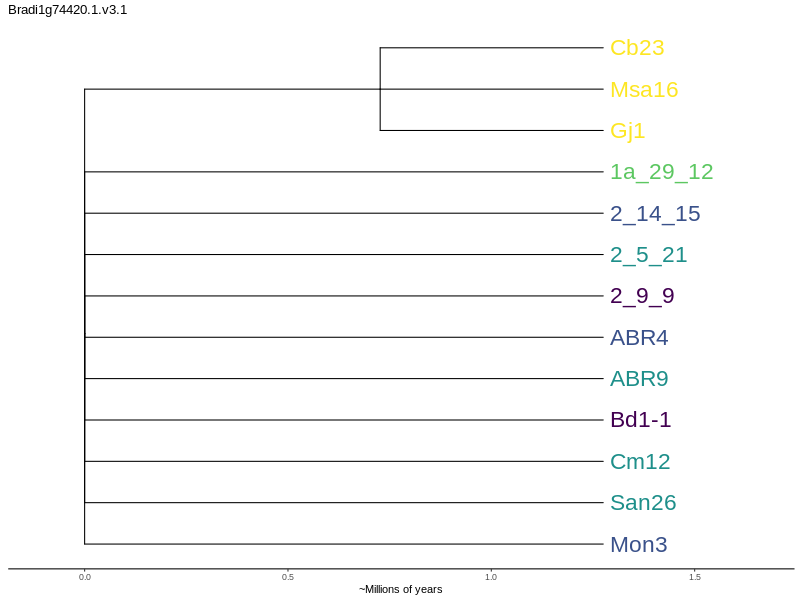 Bradi1g74420.1.v3.1
Cb23
Msa16
Gj1
1a_29_12
2_14_15
2_5_21
2_9_9
ABR4
ABR9
Bd1-1
Cm12
San26
Mon3
0.0 0.5 1.0 1.5
~Millions of years